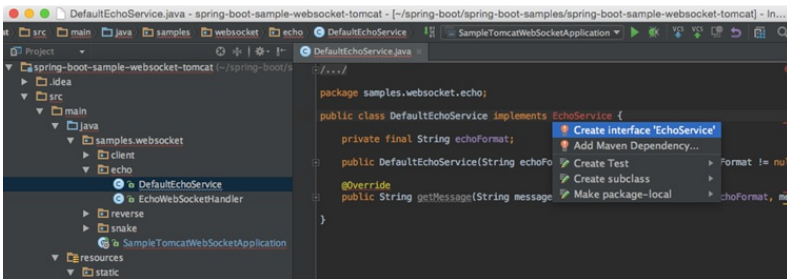 DefaultEchoService.java - spring-boot-sample-websocket-tomcat - [~/spring-boot/spring-boot-samples/spring-boot-sample-websocket-tomcat] - In...
src main java samples websocket echo DefaultEchoService SampleTomcatWebSocketApplication VCS VCS
Project
DefaultEchoService.java
spring-boot-sample-websocket-tomcat (~/spring-boot/s
.idea
src
main
java
samples.websocket
client
echo
DefaultEchoService
EchoWebSocketHandler
reverse
snake
SampleTomcatWebSocketApplication
resources
static
/.../
package samples.websocket.echo;
public class DefaultEchoService implements EchoService {
private final String echoFormat;
public DefaultEchoService(String echoFo
Format != nu
@Override
public String getMessage(String message
choFormat, me
}
Create interface 'EchoService'
Add Maven Dependency...
Create Test
Create subclass
Make package-local